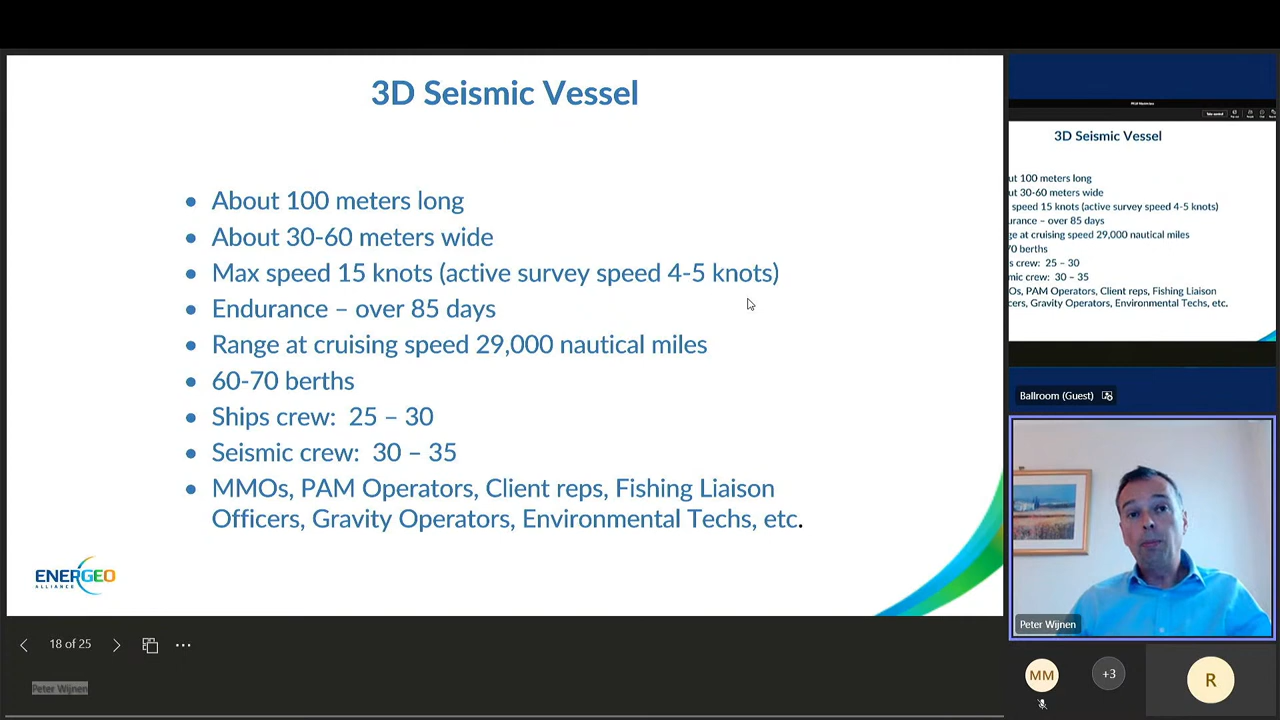 3D Seismic Vessel
• About 100 meters long
• About 30-60 meters wide
• Max speed 15 knots (active survey speed 4-5 knots)
• Endurance – over 85 days
• Range at cruising speed 29,000 nautical miles
• 60-70 berths
• Ships crew: 25 – 30
• Seismic crew: 30 – 35
• MMOs, PAM Operators, Client reps, Fishing Liaison
Officers, Gravity Operators, Environmental Techs, etc.
ENERGEO
ALLIANCE
18 of 25
Peter Wijnen
3D Seismic Vessel
ut 100 meters long
ut 30-60 meters wide
speed 15 knots (active survey speed 4-5 knots)
urance – over 85 days
ge at cruising speed 29,000 nautical miles
70 berths
s crew: 25 – 30
mic crew: 30 – 35
Os, PAM Operators, Client reps, Fishing Liaison
cers, Gravity Operators, Environmental Techs, etc.
Ballroom (Guest)
Peter Wijnen
MM
+3
R